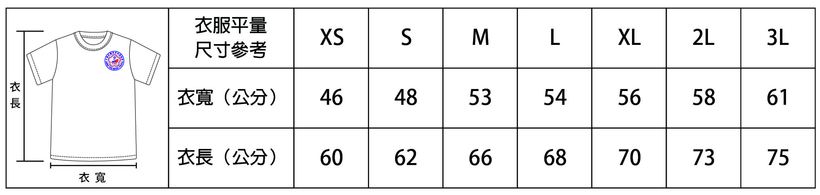 衣長
衣寬
衣服平量
尺寸參考
XS S M L XL 2L 3L
衣寬（公分） 46 48 53 54 56 58 61
衣長（公分） 60 62 66 68 70 73 75